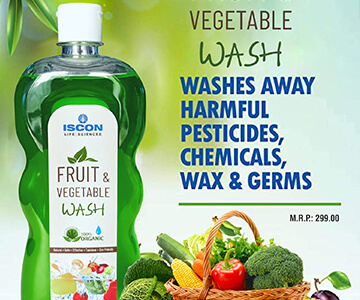 VEGETABLE
WASH
WASHES AWAY
HARMFUL
PESTICIDES,
CHEMICALS,
WAX & GERMS
M.R.P.: 299.00
ISCON
LIFE SCIENCES
FRUIT &
VEGETABLE
WASH
100%
ORGANIC